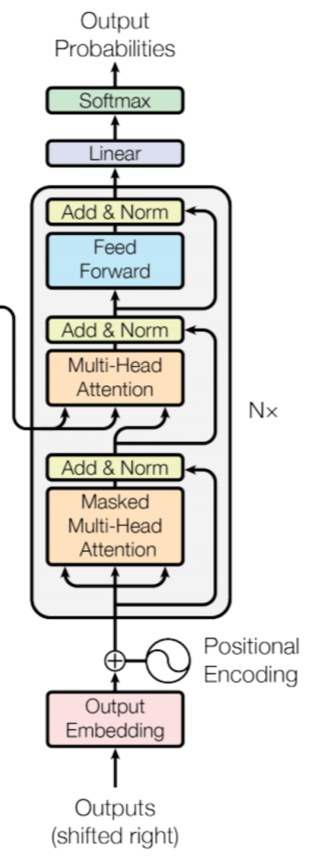 Output
Probabilities
Softmax
Linear
Add & Norm
Feed
Forward
Add & Norm
Multi-Head
Attention
N×
Add & Norm
Masked
Multi-Head
Attention
Positional
Encoding
Output
Embedding
Outputs
(shifted right)